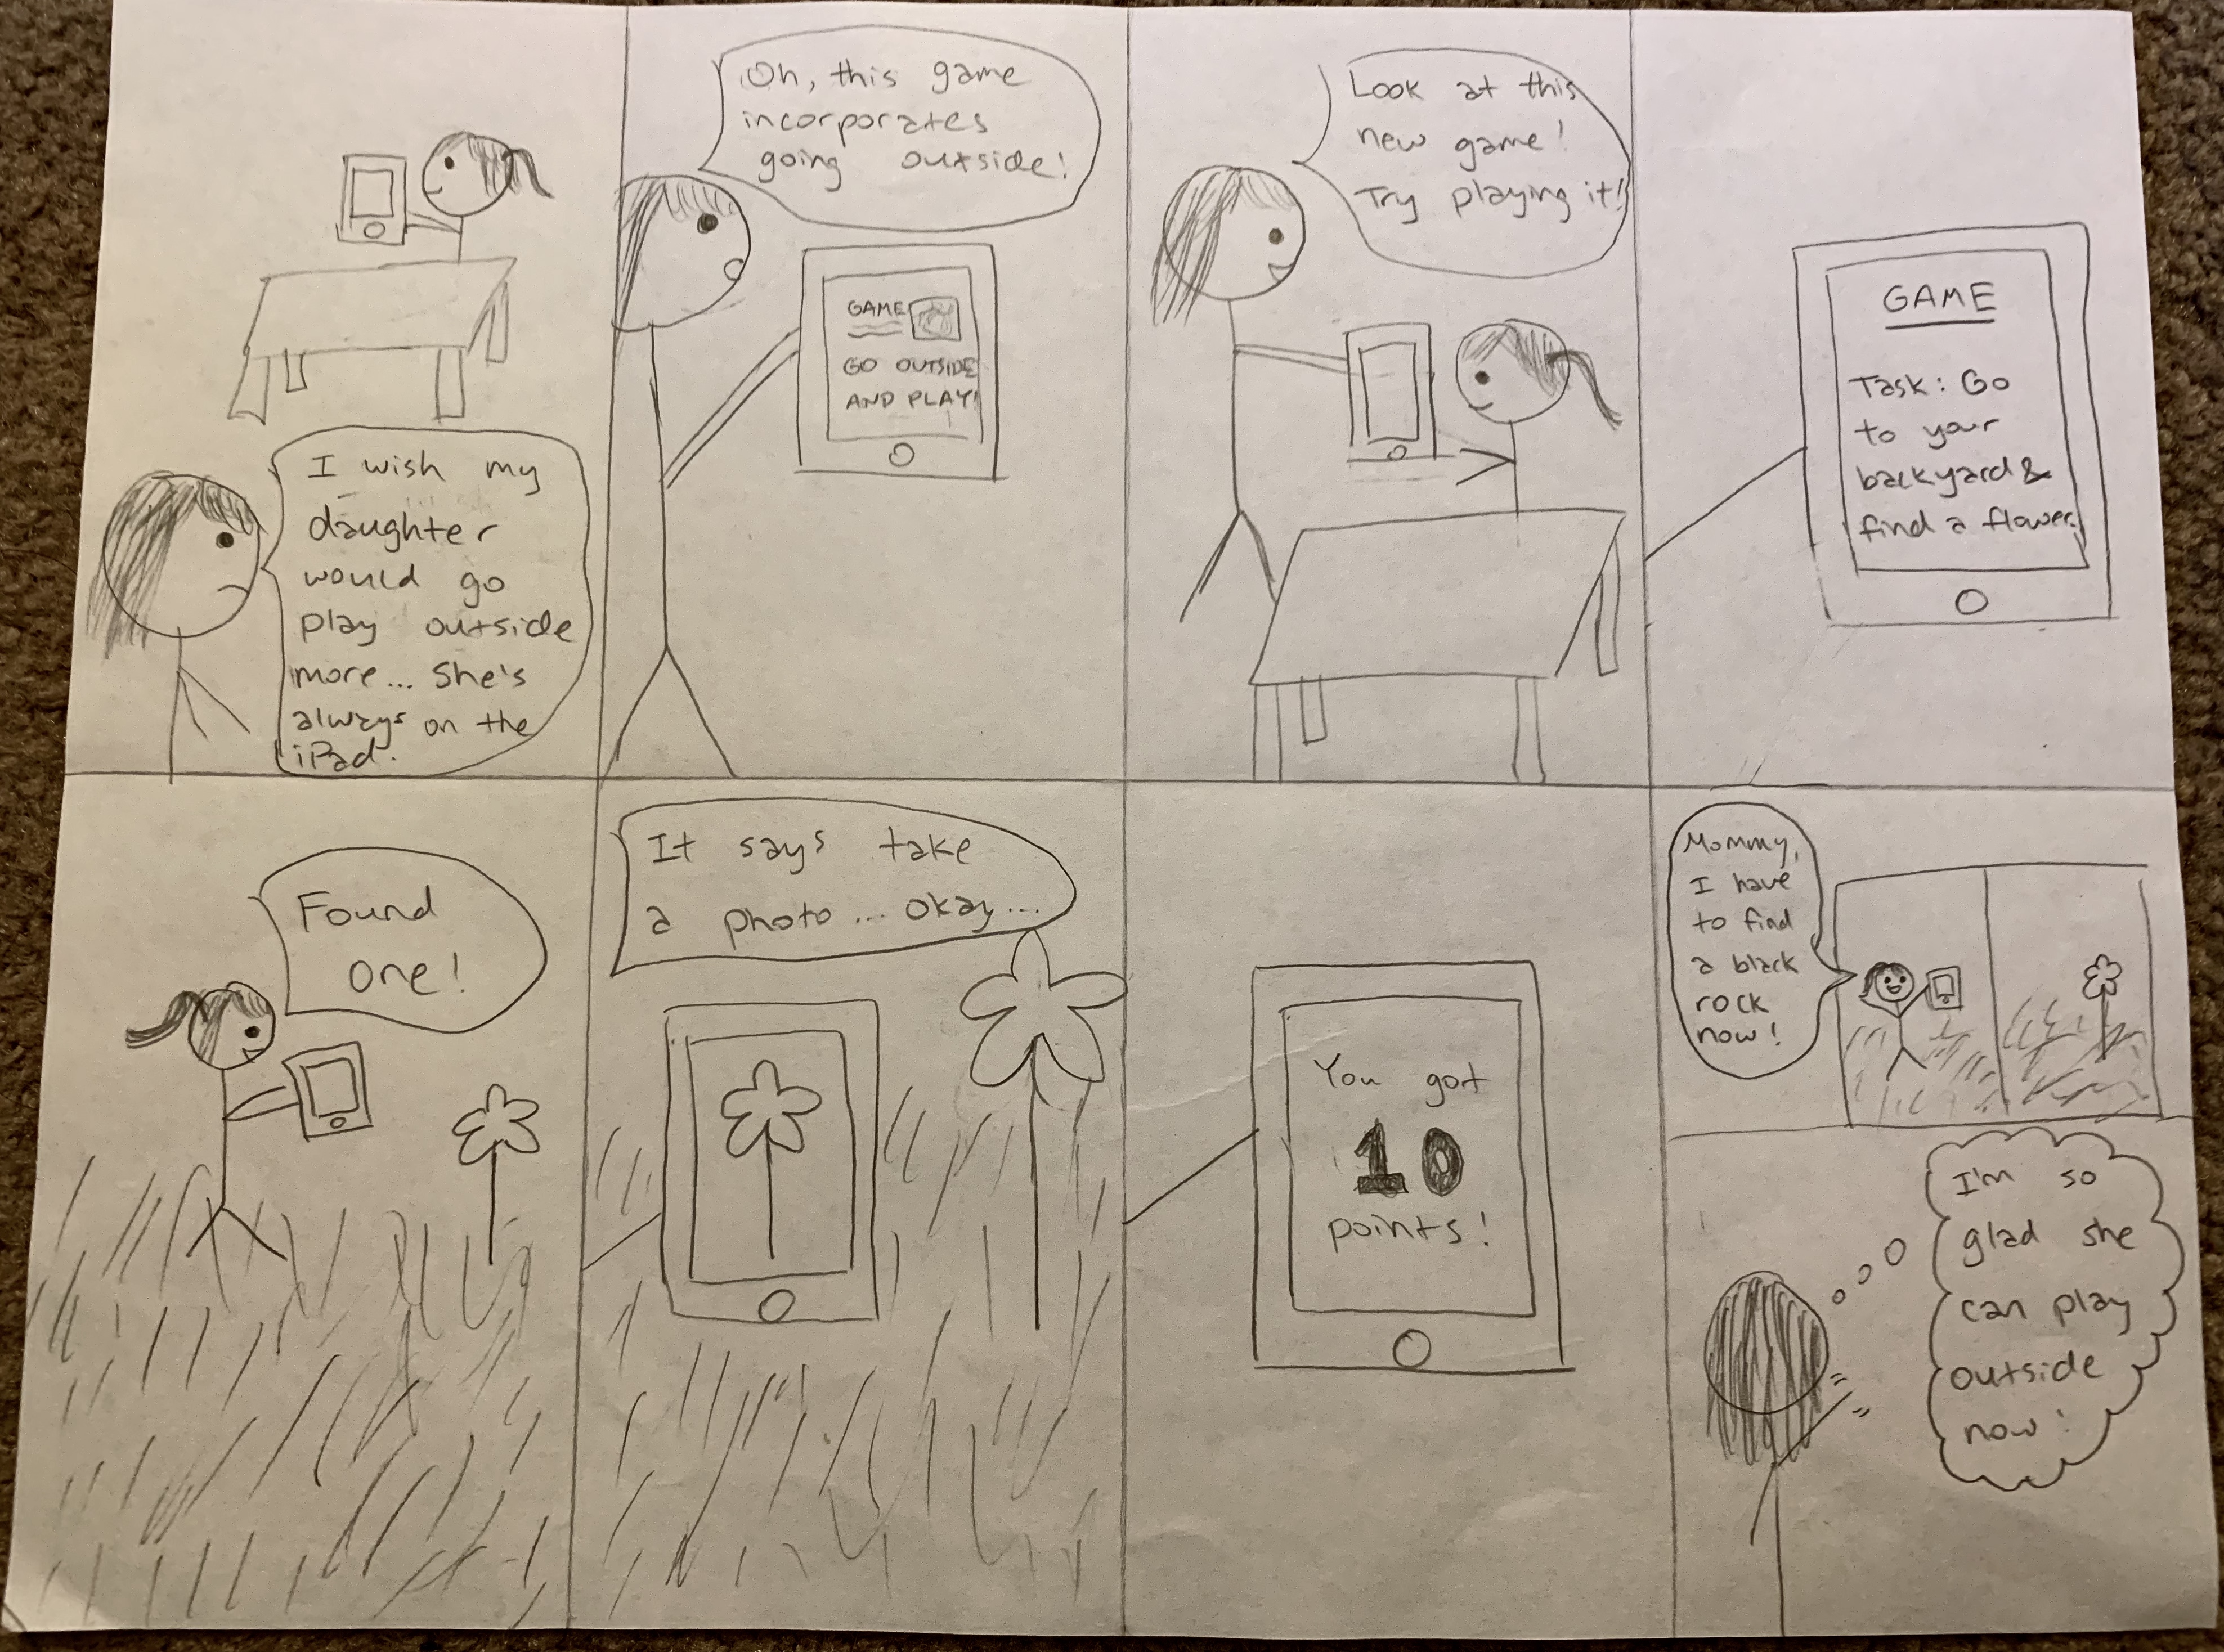 I wish my
daughter
would go
play outside
more... She's
always on the
iPad.
Oh, this game
incorporates
going outside!
GAME
GO OUTSIDE
AND PLAY!
Look at this
new game!
Try playing it!
GAME
Task: Go
to your
backyard &
find a flower.
Found
one!
It says take
a photo... okay...
You got
10
points!
Mommy,
I have
to find
a black
rock
now!
I'm so
glad she
can play
outside
now!